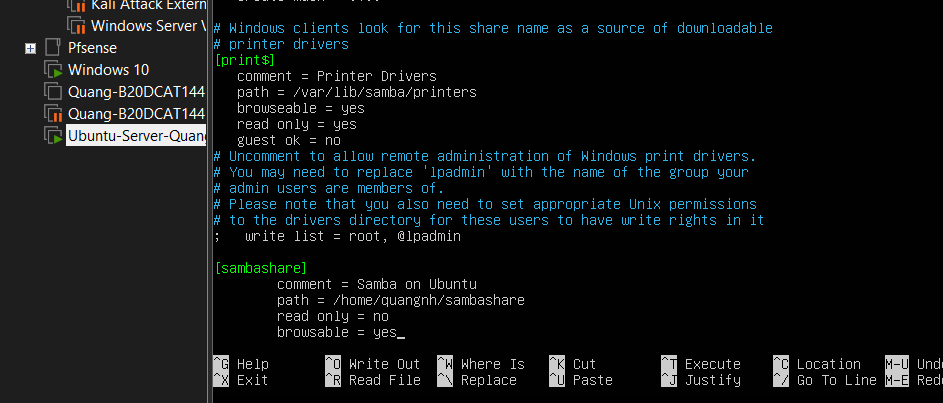 Kali Attack Extern
Windows Server V
Pfsense
Windows 10
Quang-B20DCAT144
Quang-B20DCAT144
Ubuntu-Server-Quang
# Windows clients look for this share name as a source of downloadable
# printer drivers
[print$]
comment = Printer Drivers
path = /var/lib/samba/printers
browseable = yes
read only = yes
guest ok = no
# Uncomment to allow remote administration of Windows print drivers.
# You may need to replace 'lpadmin' with the name of the group your
# admin users are members of.
# Please note that you also need to set appropriate Unix permissions
# to the drivers directory for these users to have write rights in it
;   write list = root, @lpadmin
[sambashare]
comment = Samba on Ubuntu
path = /home/quangnh/sambashare
read only = no
browsable = yes_
^G Help ^O Write Out ^W Where Is ^K Cut ^T Execute ^C Location M-U Und
^X Exit ^R Read File ^\ Replace ^U Paste ^J Justify ^/ Go To Line M-E Red